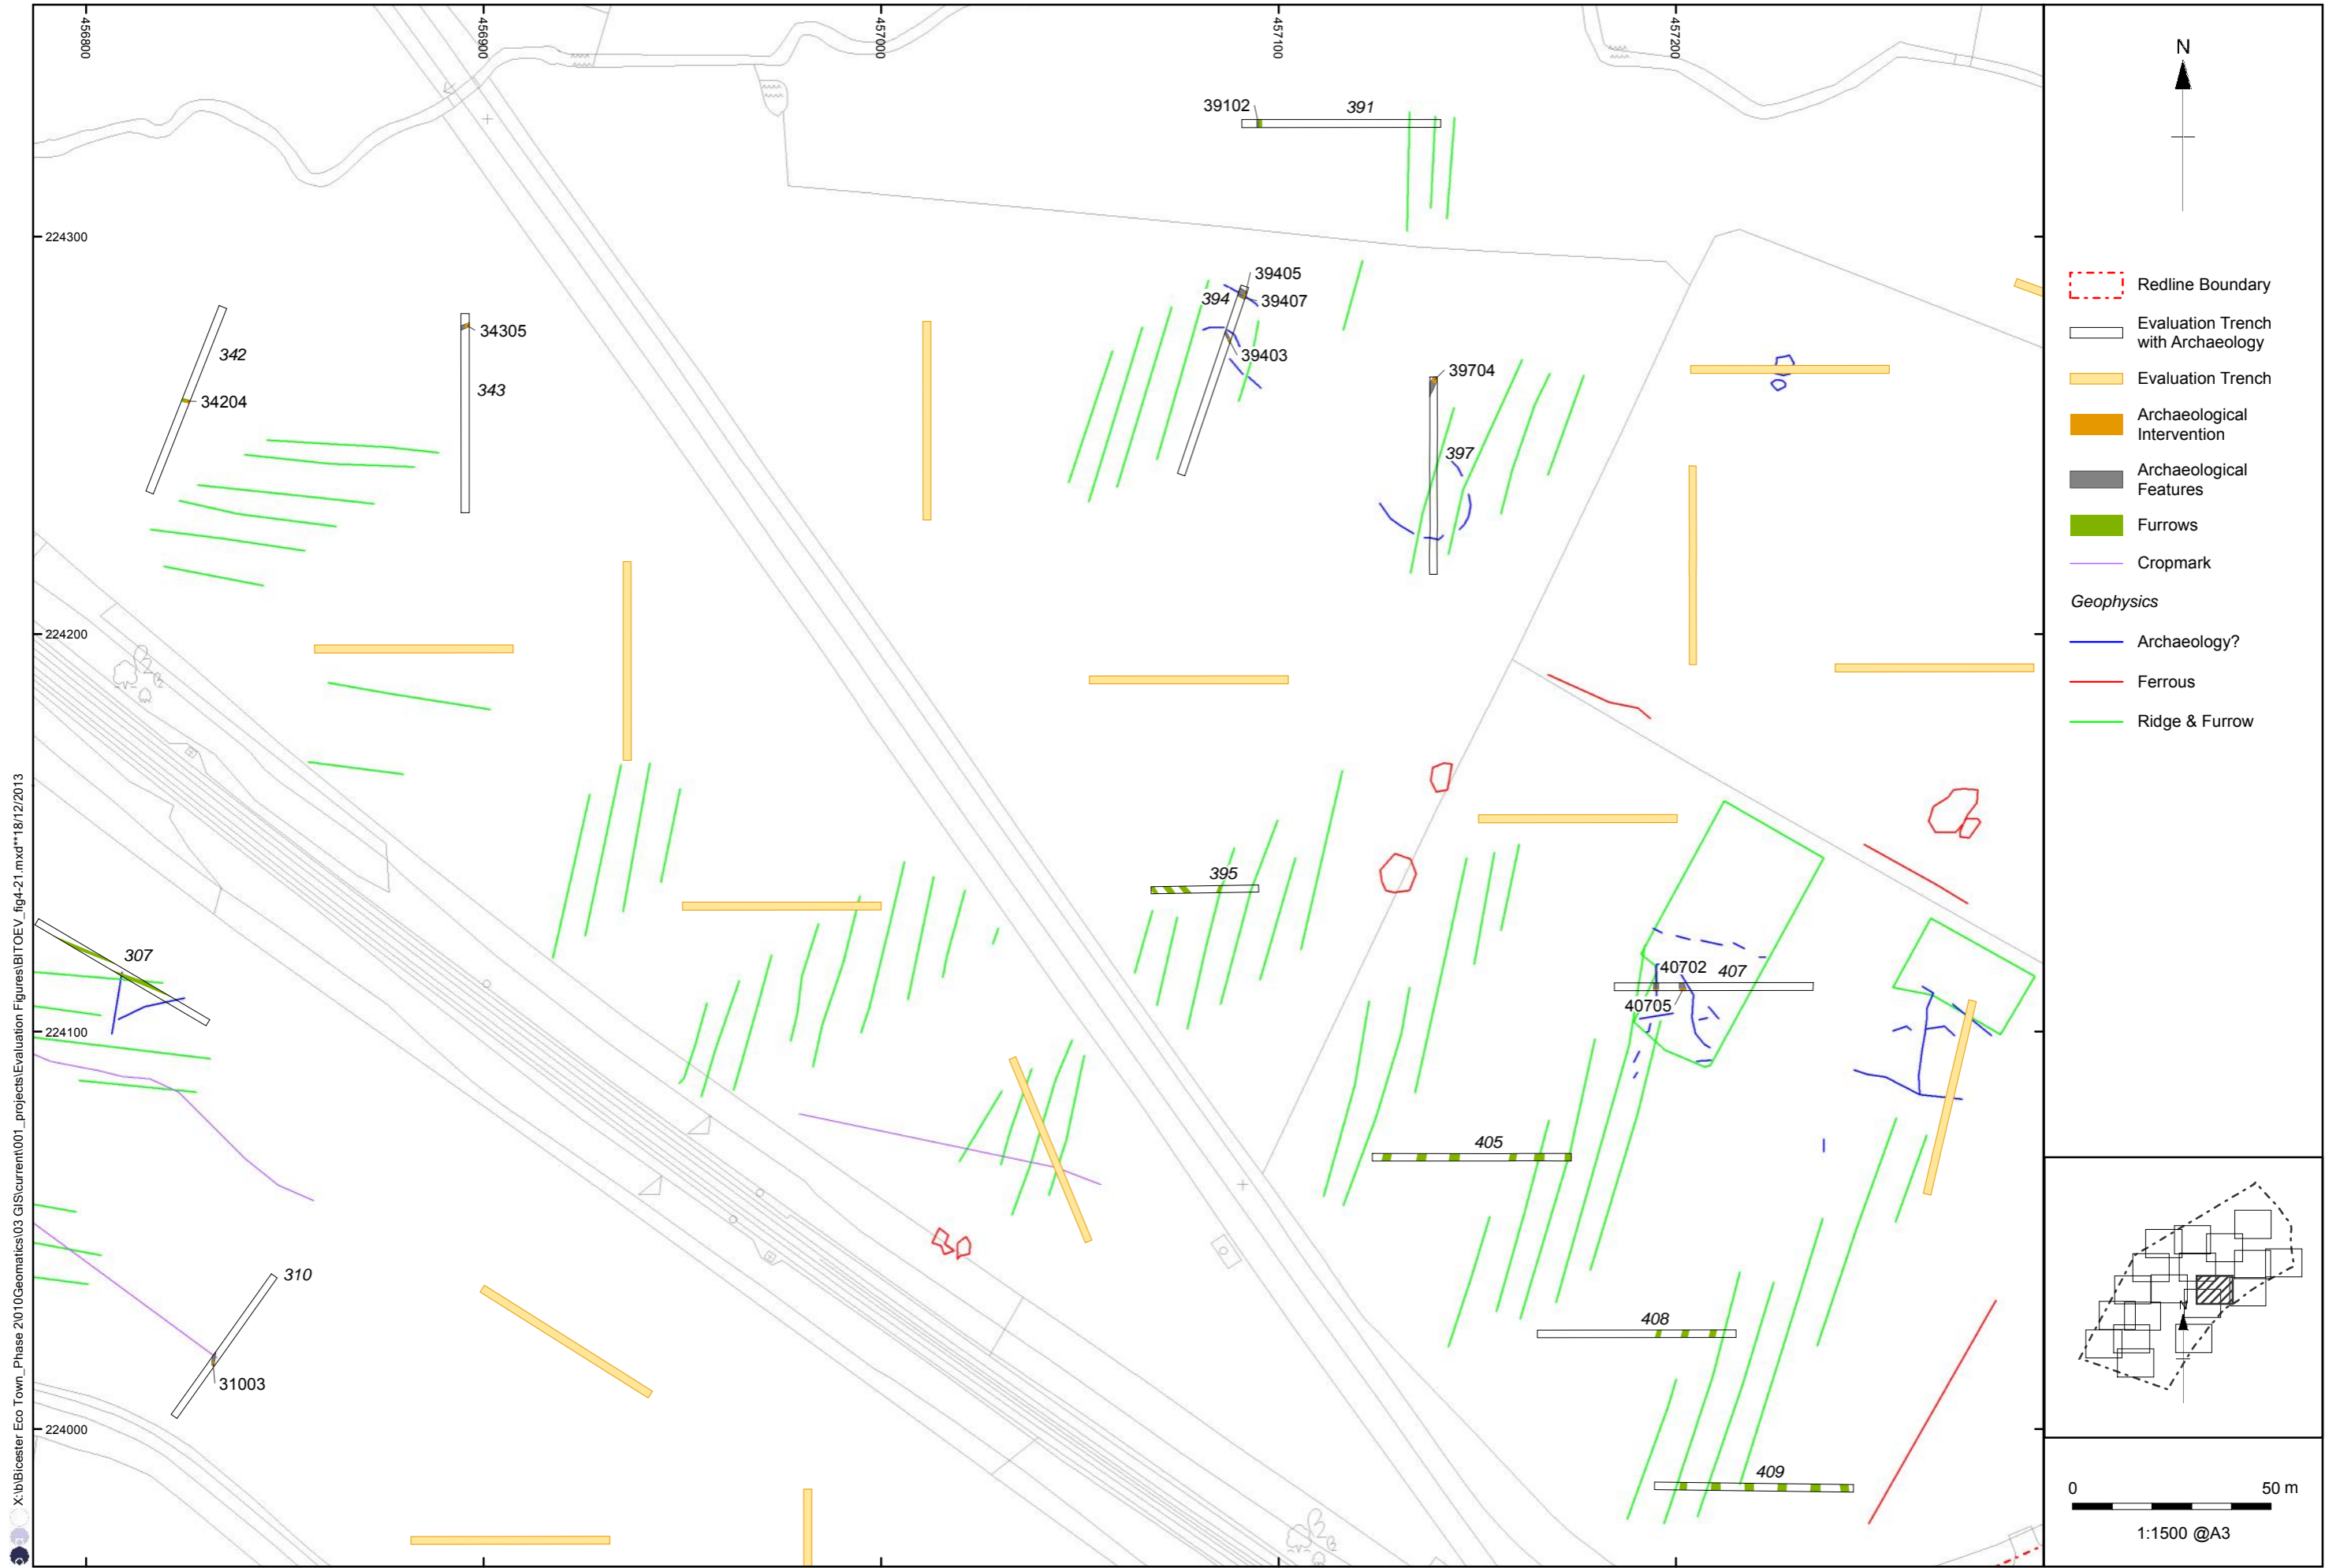 456800
456900
457000
457100
457200
224300
224200
224100
224000
39102
391
39405
394
39407
39403
342
34305
343
34204
39704
397
395
307
40702
407
40705
405
310
31003
408
409
N
Redline Boundary
Evaluation Trench
with Archaeology
Evaluation Trench
Archaeological
Intervention
Archaeological
Features
Furrows
Cropmark
Geophysics
Archaeology?
Ferrous
Ridge & Furrow
N
0 50 m
1:1500 @A3
X:\b\Bicester Eco Town_Phase 2\010Geomatics\03 GIS\current\001_projects\Evaluation Figures\BITOEV_fig4-21.mxd**18/12/2013